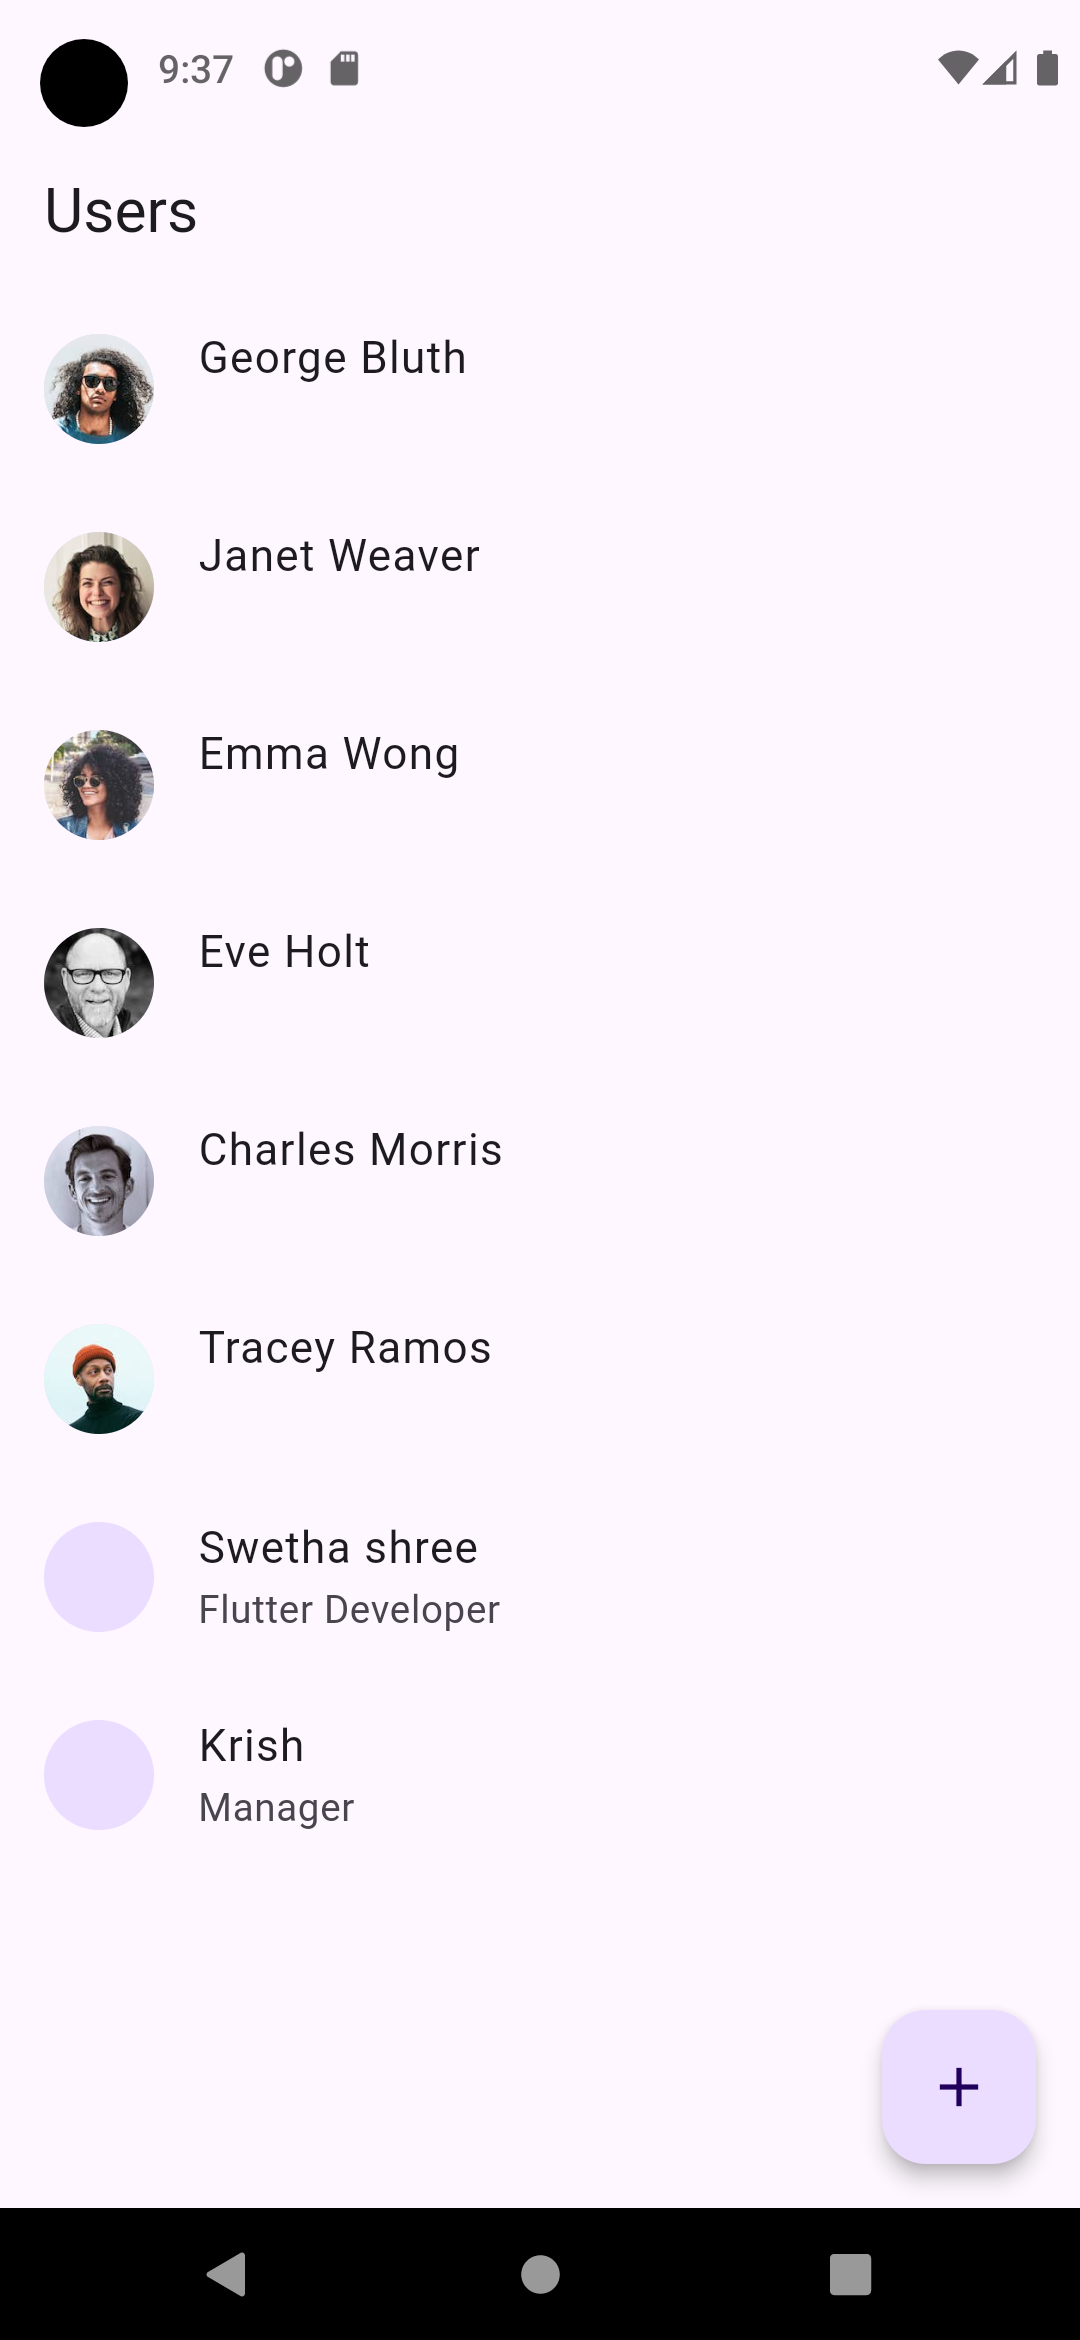 9:37
Users
George Bluth
Janet Weaver
Emma Wong
Eve Holt
Charles Morris
Tracey Ramos
Swetha shree
Flutter Developer
Krish
Manager